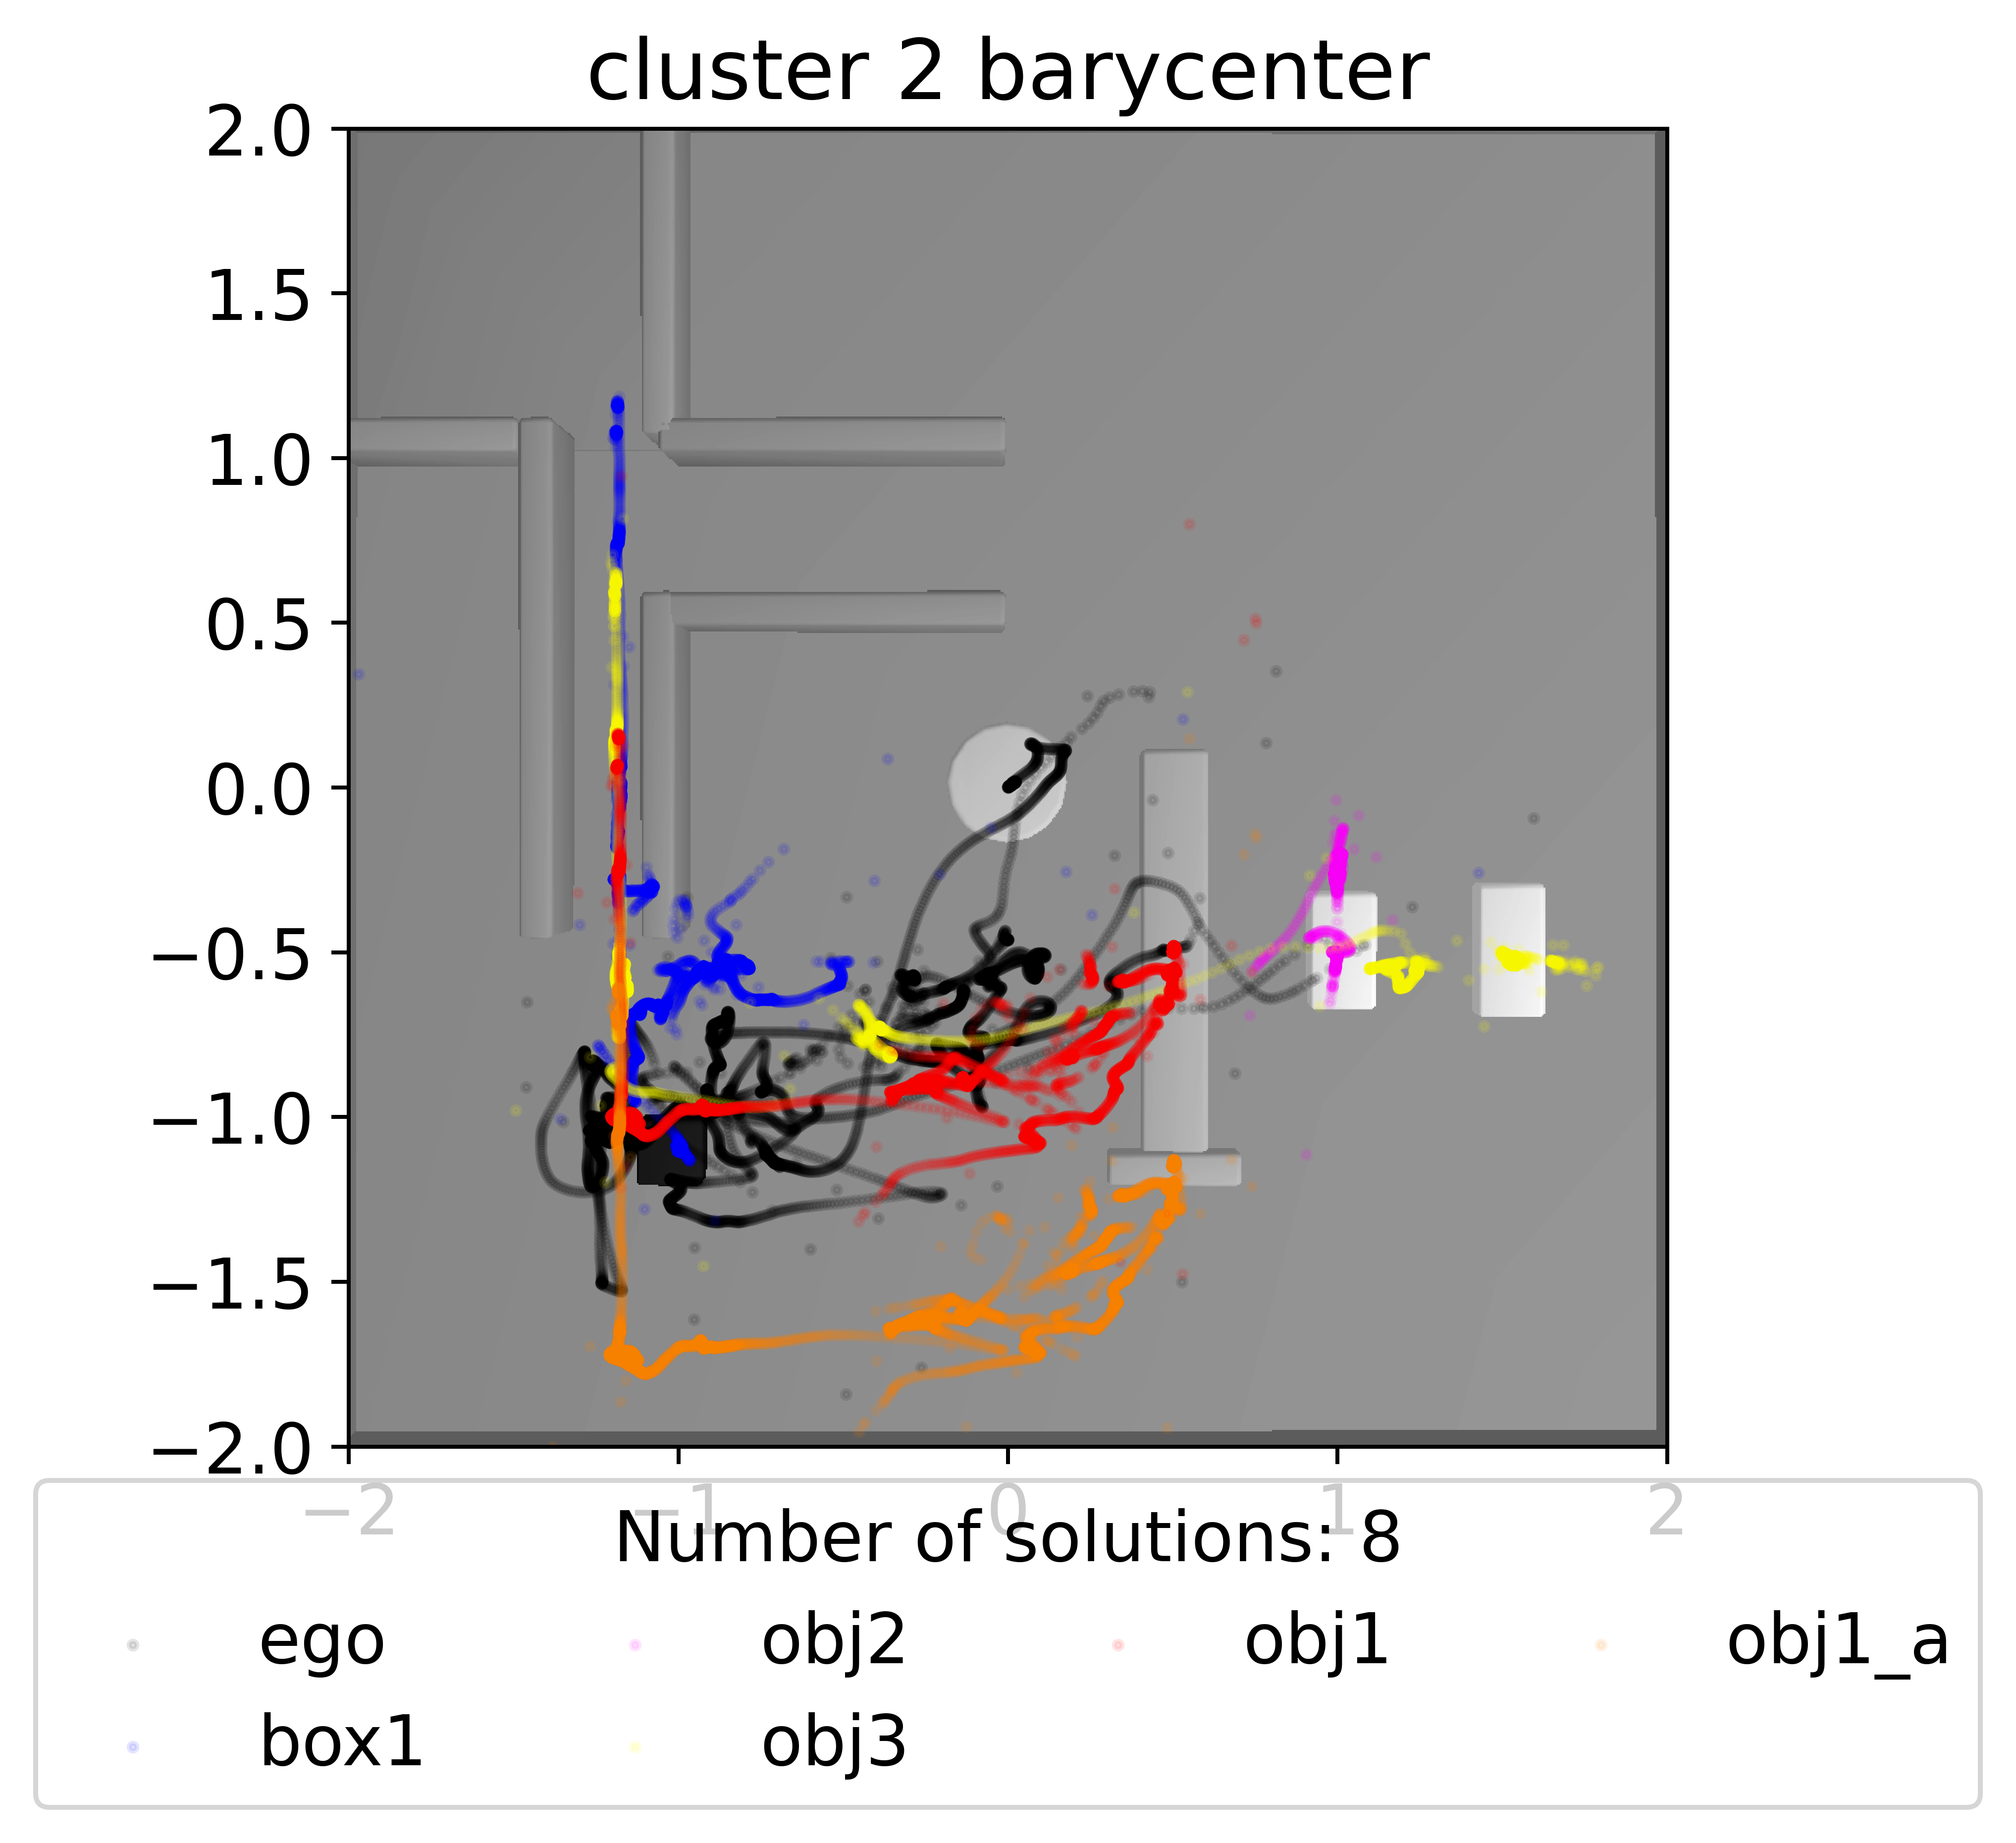 cluster 2 barycenter
2.0
1.5
1.0
0.5
0.0
−0.5
−1.0
−1.5
−2.0
−2 −1 0 1 2
Number of solutions: 8
ego obj2 obj1 obj1_a
box1 obj3